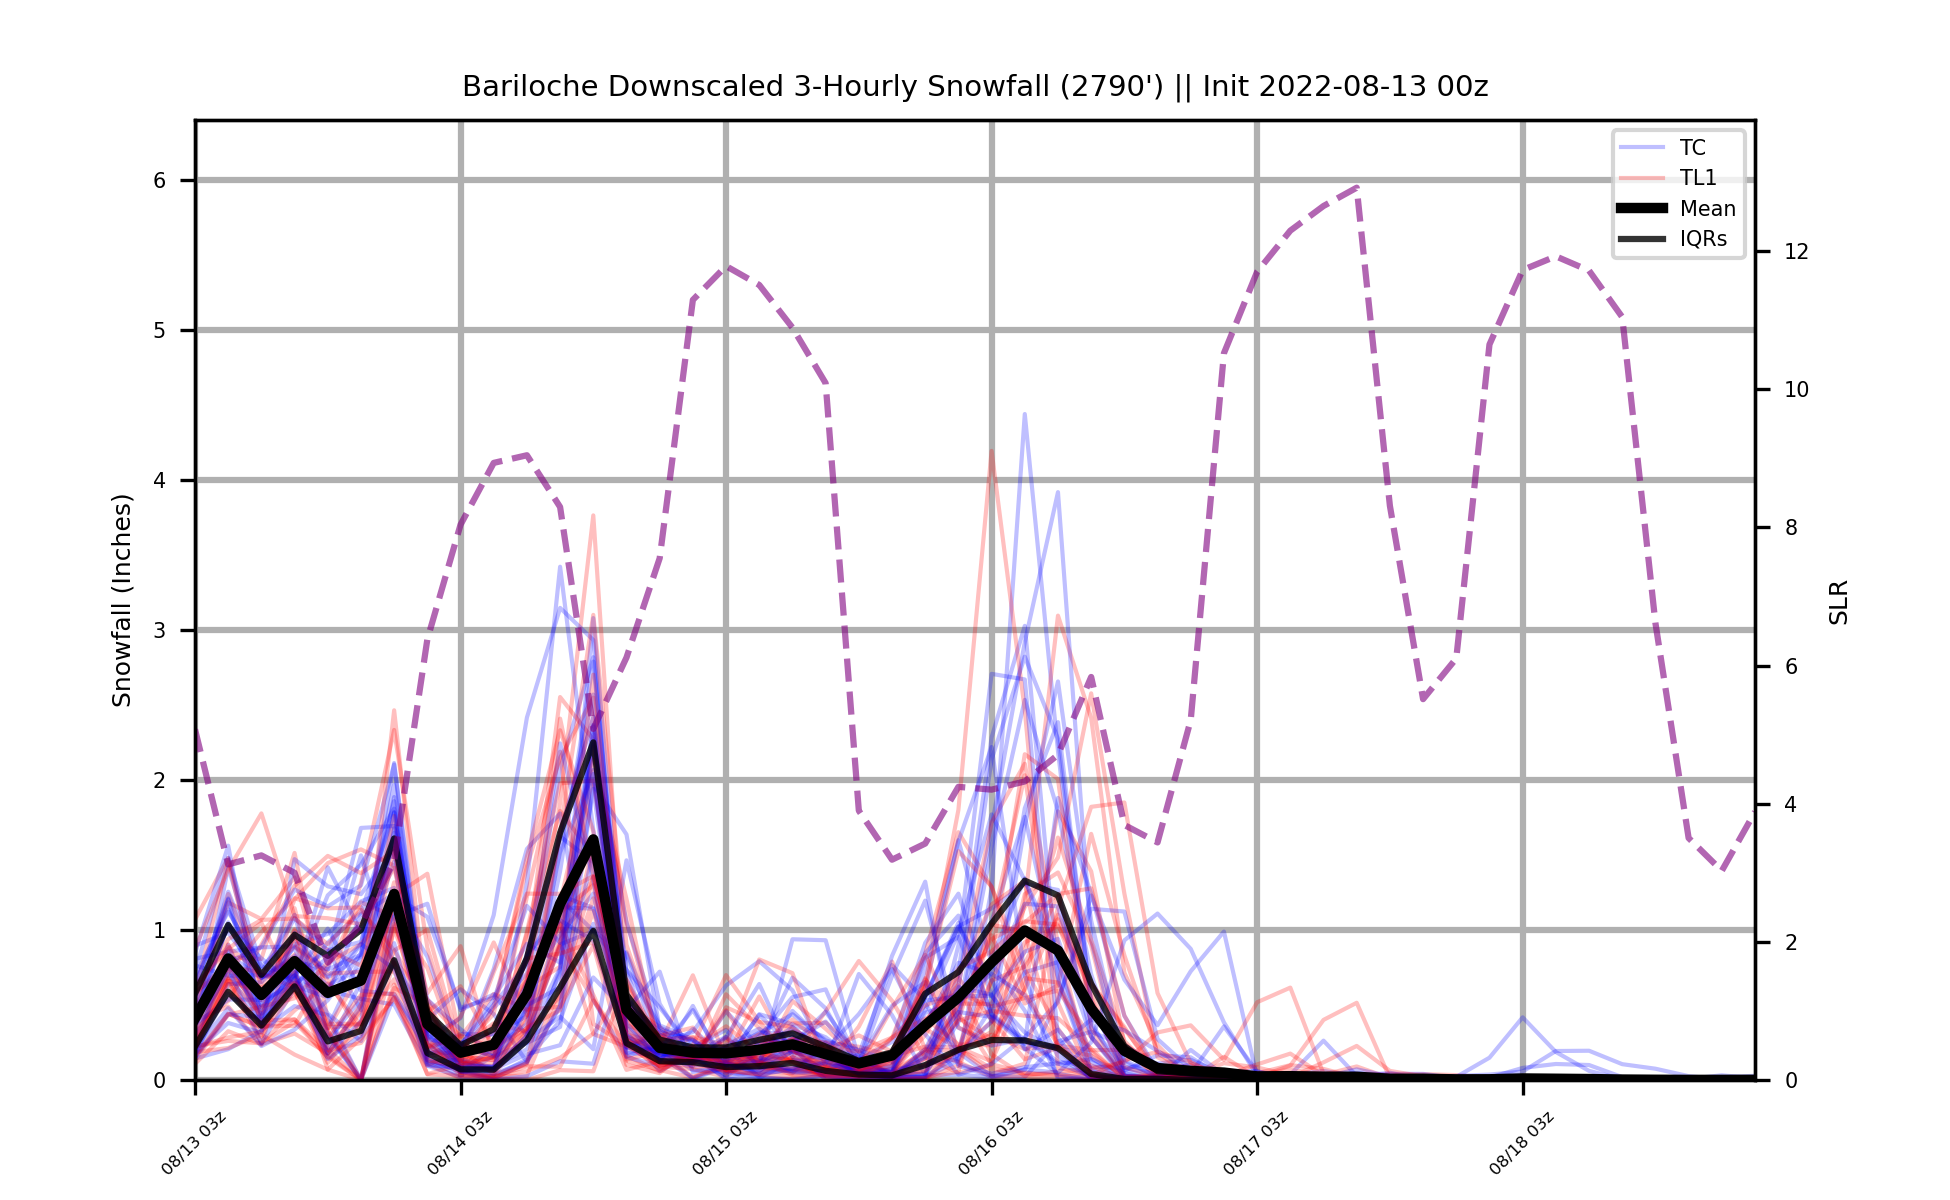 Bariloche Downscaled 3-Hourly Snowfall (2790') || Init 2022-08-13 00z
TC
TL1
Mean
IQRs
Snowfall (Inches)
6
5
4
3
2
1
0
SLR
12
10
8
6
4
2
0
08/13 03z
08/14 03z
08/15 03z
08/16 03z
08/17 03z
08/18 03z